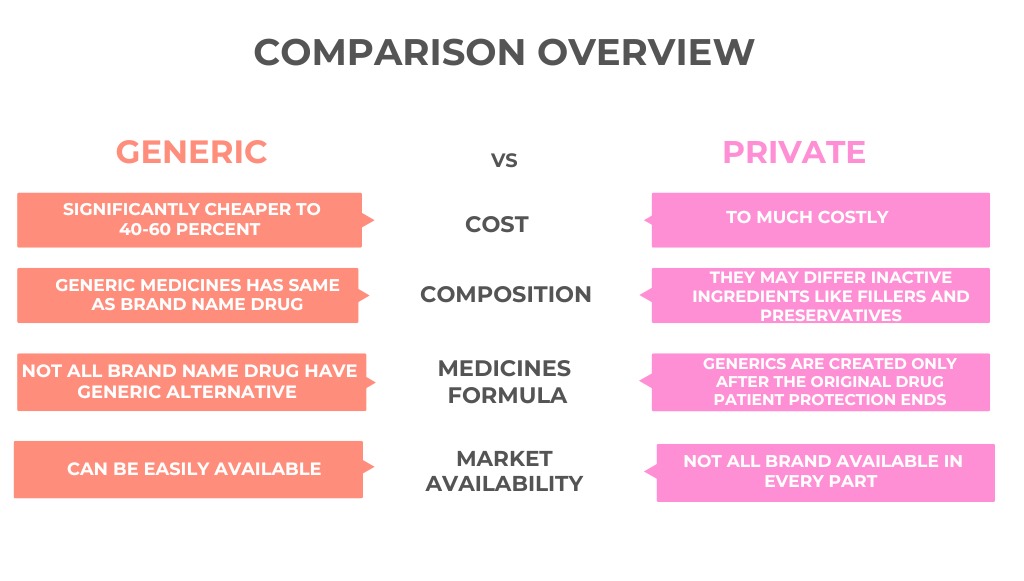 COMPARISON OVERVIEW
GENERIC
VS
PRIVATE
SIGNIFICANTLY CHEAPER TO
40-60 PERCENT
COST
TO MUCH COSTLY
GENERIC MEDICINES HAS SAME
AS BRAND NAME DRUG
COMPOSITION
THEY MAY DIFFER INACTIVE
INGREDIENTS LIKE FILLERS AND
PRESERVATIVES
NOT ALL BRAND NAME DRUG HAVE
GENERIC ALTERNATIVE
MEDICINES
FORMULA
GENERICS ARE CREATED ONLY
AFTER THE ORIGINAL DRUG
PATIENT PROTECTION ENDS
CAN BE EASILY AVAILABLE
MARKET
AVAILABILITY
NOT ALL BRAND AVAILABLE IN
EVERY PART